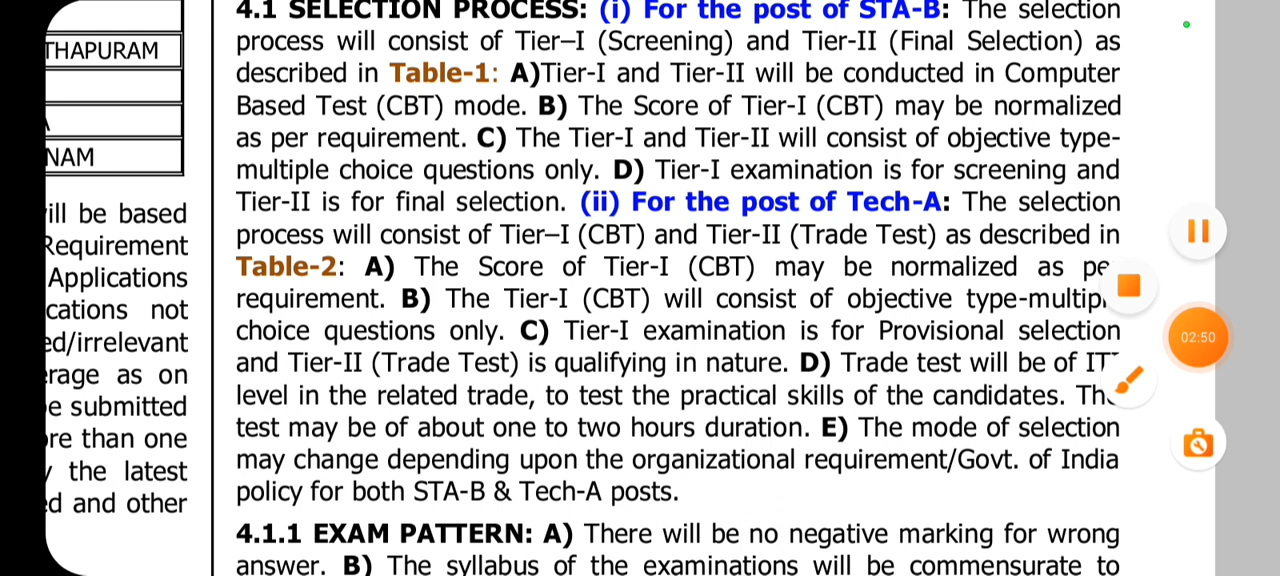 THAPURAM
NAM
ill be based
Requirement
Applications
cations not
ed/irrelevant
rage as on
e submitted
re than one
the latest
d and other
4.1 SELECTION PROCESS: (i) For the post of STA-B: The selection
process will consist of Tier–I (Screening) and Tier-II (Final Selection) as
described in Table-1: A)Tier-I and Tier-II will be conducted in Computer
Based Test (CBT) mode. B) The Score of Tier-I (CBT) may be normalized
as per requirement. C) The Tier-I and Tier-II will consist of objective type-
multiple choice questions only. D) Tier-I examination is for screening and
Tier-II is for final selection. (ii) For the post of Tech-A: The selection
process will consist of Tier–I (CBT) and Tier-II (Trade Test) as described in
Table-2: A) The Score of Tier-I (CBT) may be normalized as pe
requirement. B) The Tier-I (CBT) will consist of objective type-multip
choice questions only. C) Tier-I examination is for Provisional selection
and Tier-II (Trade Test) is qualifying in nature. D) Trade test will be of IT
level in the related trade, to test the practical skills of the candidates. Th
test may be of about one to two hours duration. E) The mode of selection
may change depending upon the organizational requirement/Govt. of India
policy for both STA-B & Tech-A posts.
4.1.1 EXAM PATTERN: A) There will be no negative marking for wrong
answer. B) The syllabus of the examinations will be commensurate to
02:50